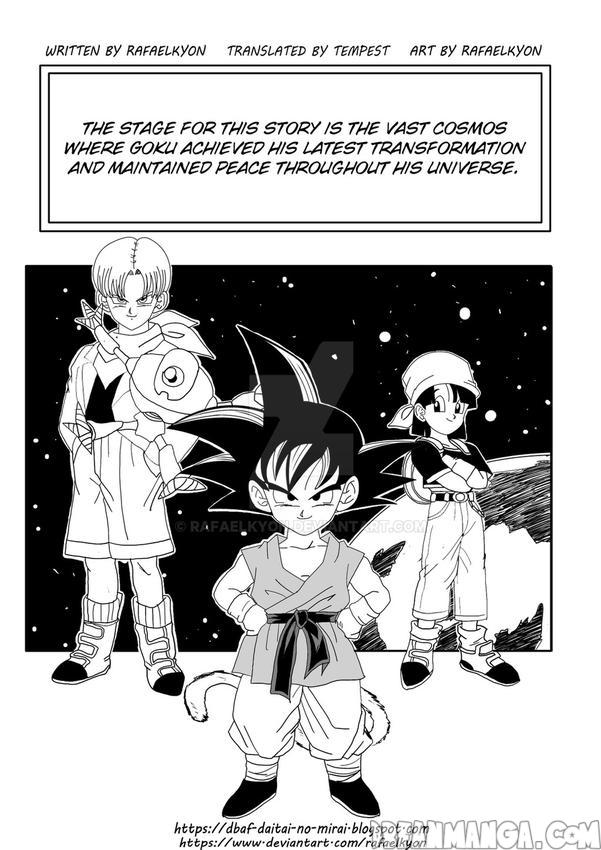 WRITTEN BY RAFAELKYON TRANSLATED BY TEMPEST ART BY RAFAELKYON
THE STAGE FOR THIS STORY IS THE VAST COSMOS
WHERE GOKU ACHIEVED HIS LATEST TRANSFORMATION
AND MAINTAINED PEACE THROUGHOUT HIS UNIVERSE.
© RAFAELKYON.DEVIANTART.COM
https://dbaf-daitai-no-mirai.blogspot.com
https://www.deviantart.com/rafaelkyon